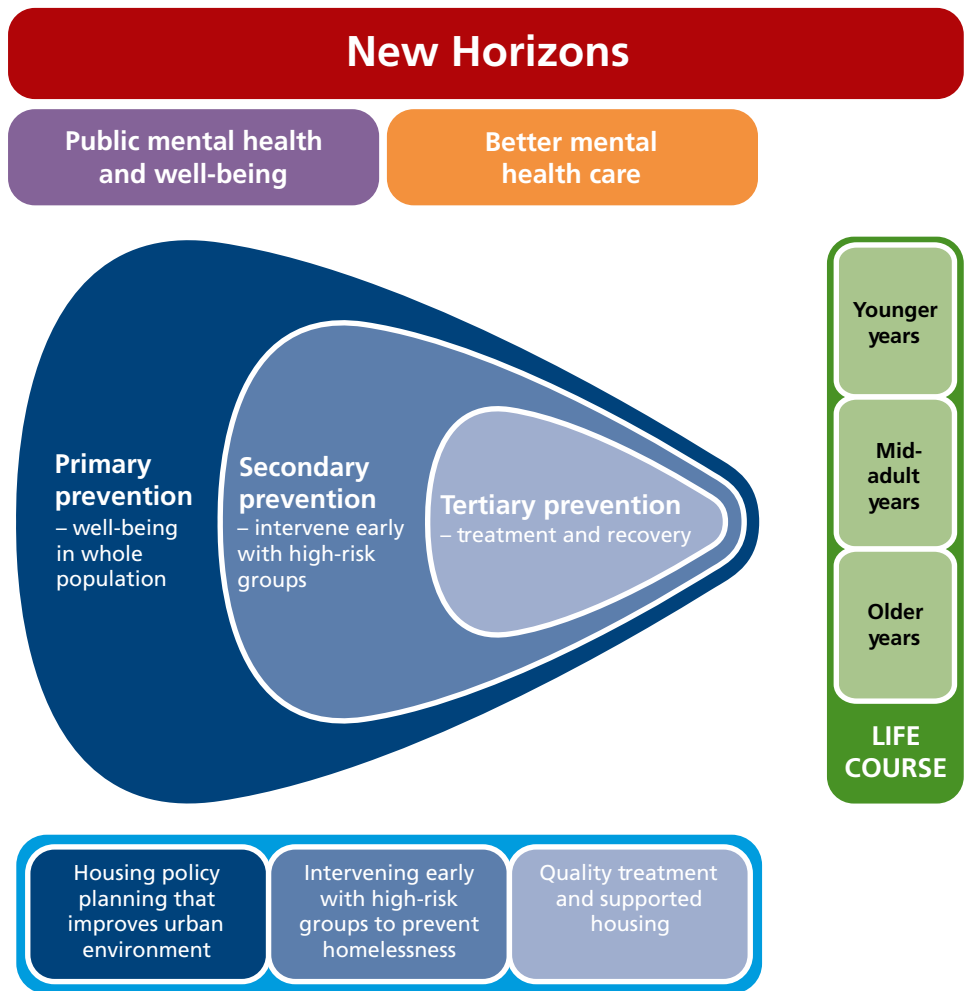 New Horizons
Public mental health
and well-being
Better mental
health care
Primary
prevention
– well-being
in whole
population
Secondary
prevention
– intervene early
with high-risk
groups
Tertiary prevention
– treatment and recovery
Younger
years
Mid-
adult
years
Older
years
LIFE
COURSE
Housing policy
planning that
improves urban
environment
Intervening early
with high-risk
groups to prevent
homelessness
Quality treatment
and supported
housing